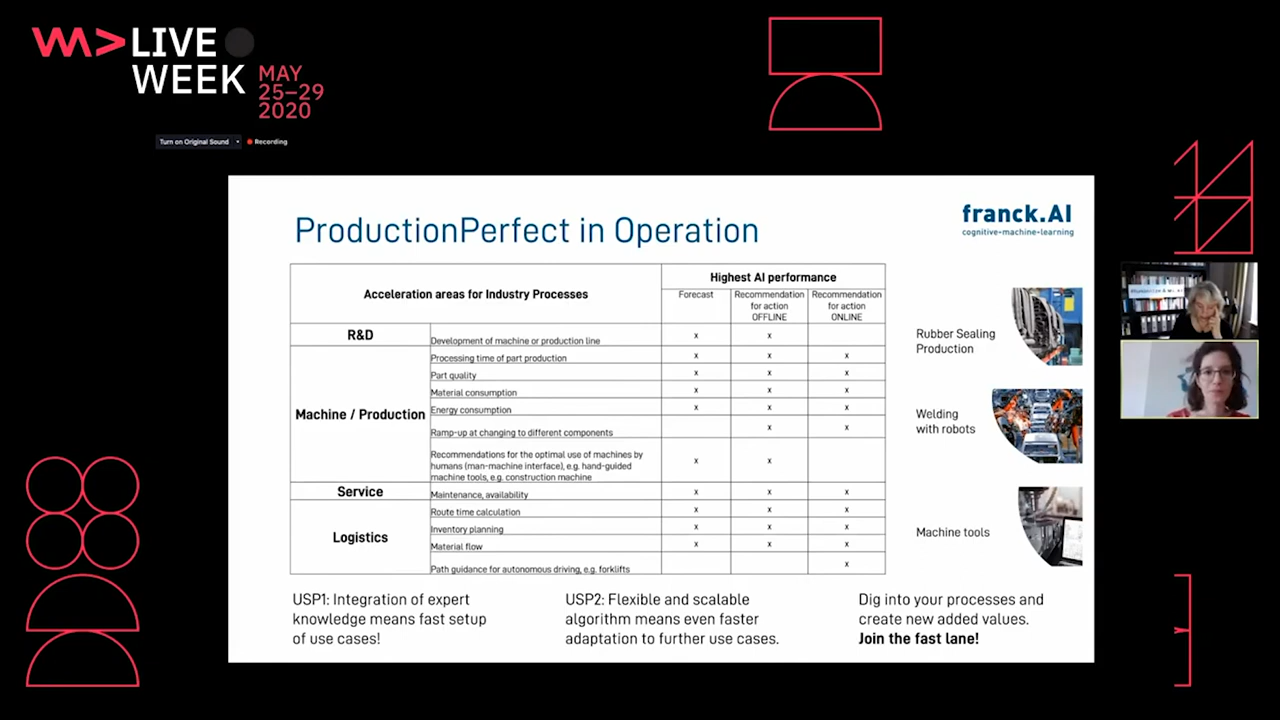 WA>LIVE
WEEK
MAY
25–29
2020
Turn on Original Sound
Recording
ProductionPerfect in Operation
franck.AI
cognitive-machine-learning
Acceleration areas for Industry Processes
Highest AI performance
Forecast
Recommendation
for action
OFFLINE
Recommendation
for action
ONLINE
R&D
Development of machine or production line x x
Machine / Production
Processing time of part production x x x
Part quality x x x
Material consumption x x x
Energy consumption x x x
Ramp-up at changing to different components x x
Recommendations for the optimal use of machines by
humans (man-machine interface), e.g. hand-guided
machine tools, e.g. construction machine x x
Service
Maintenance, availability x x x
Logistics
Route time calculation x x x
Inventory planning x x x
Material flow x x x
Path guidance for autonomous driving, e.g. forklifts x
Rubber Sealing
Production
Welding
with robots
Machine tools
USP1: Integration of expert
knowledge means fast setup
of use cases!
USP2: Flexible and scalable
algorithm means even faster
adaptation to further use cases.
Dig into your processes and
create new added values.
Join the fast lane!